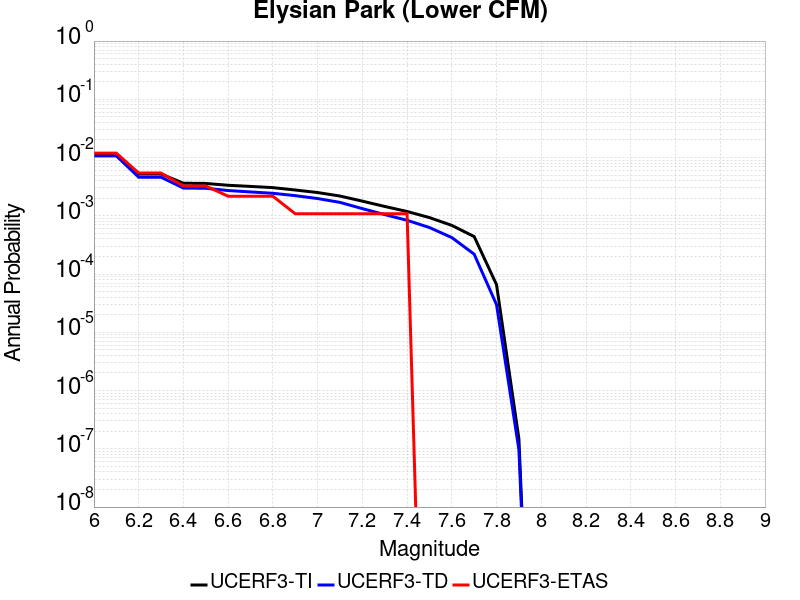 Elysian Park (Lower CFM)
10^0
10^-1
10^-2
10^-3
10^-4
10^-5
10^-6
10^-7
10^-8
Annual Probability
6 6.2 6.4 6.6 6.8 7 7.2 7.4 7.6 7.8 8 8.2 8.4 8.6 8.8 9
Magnitude
UCERF3-TI UCERF3-TD UCERF3-ETAS